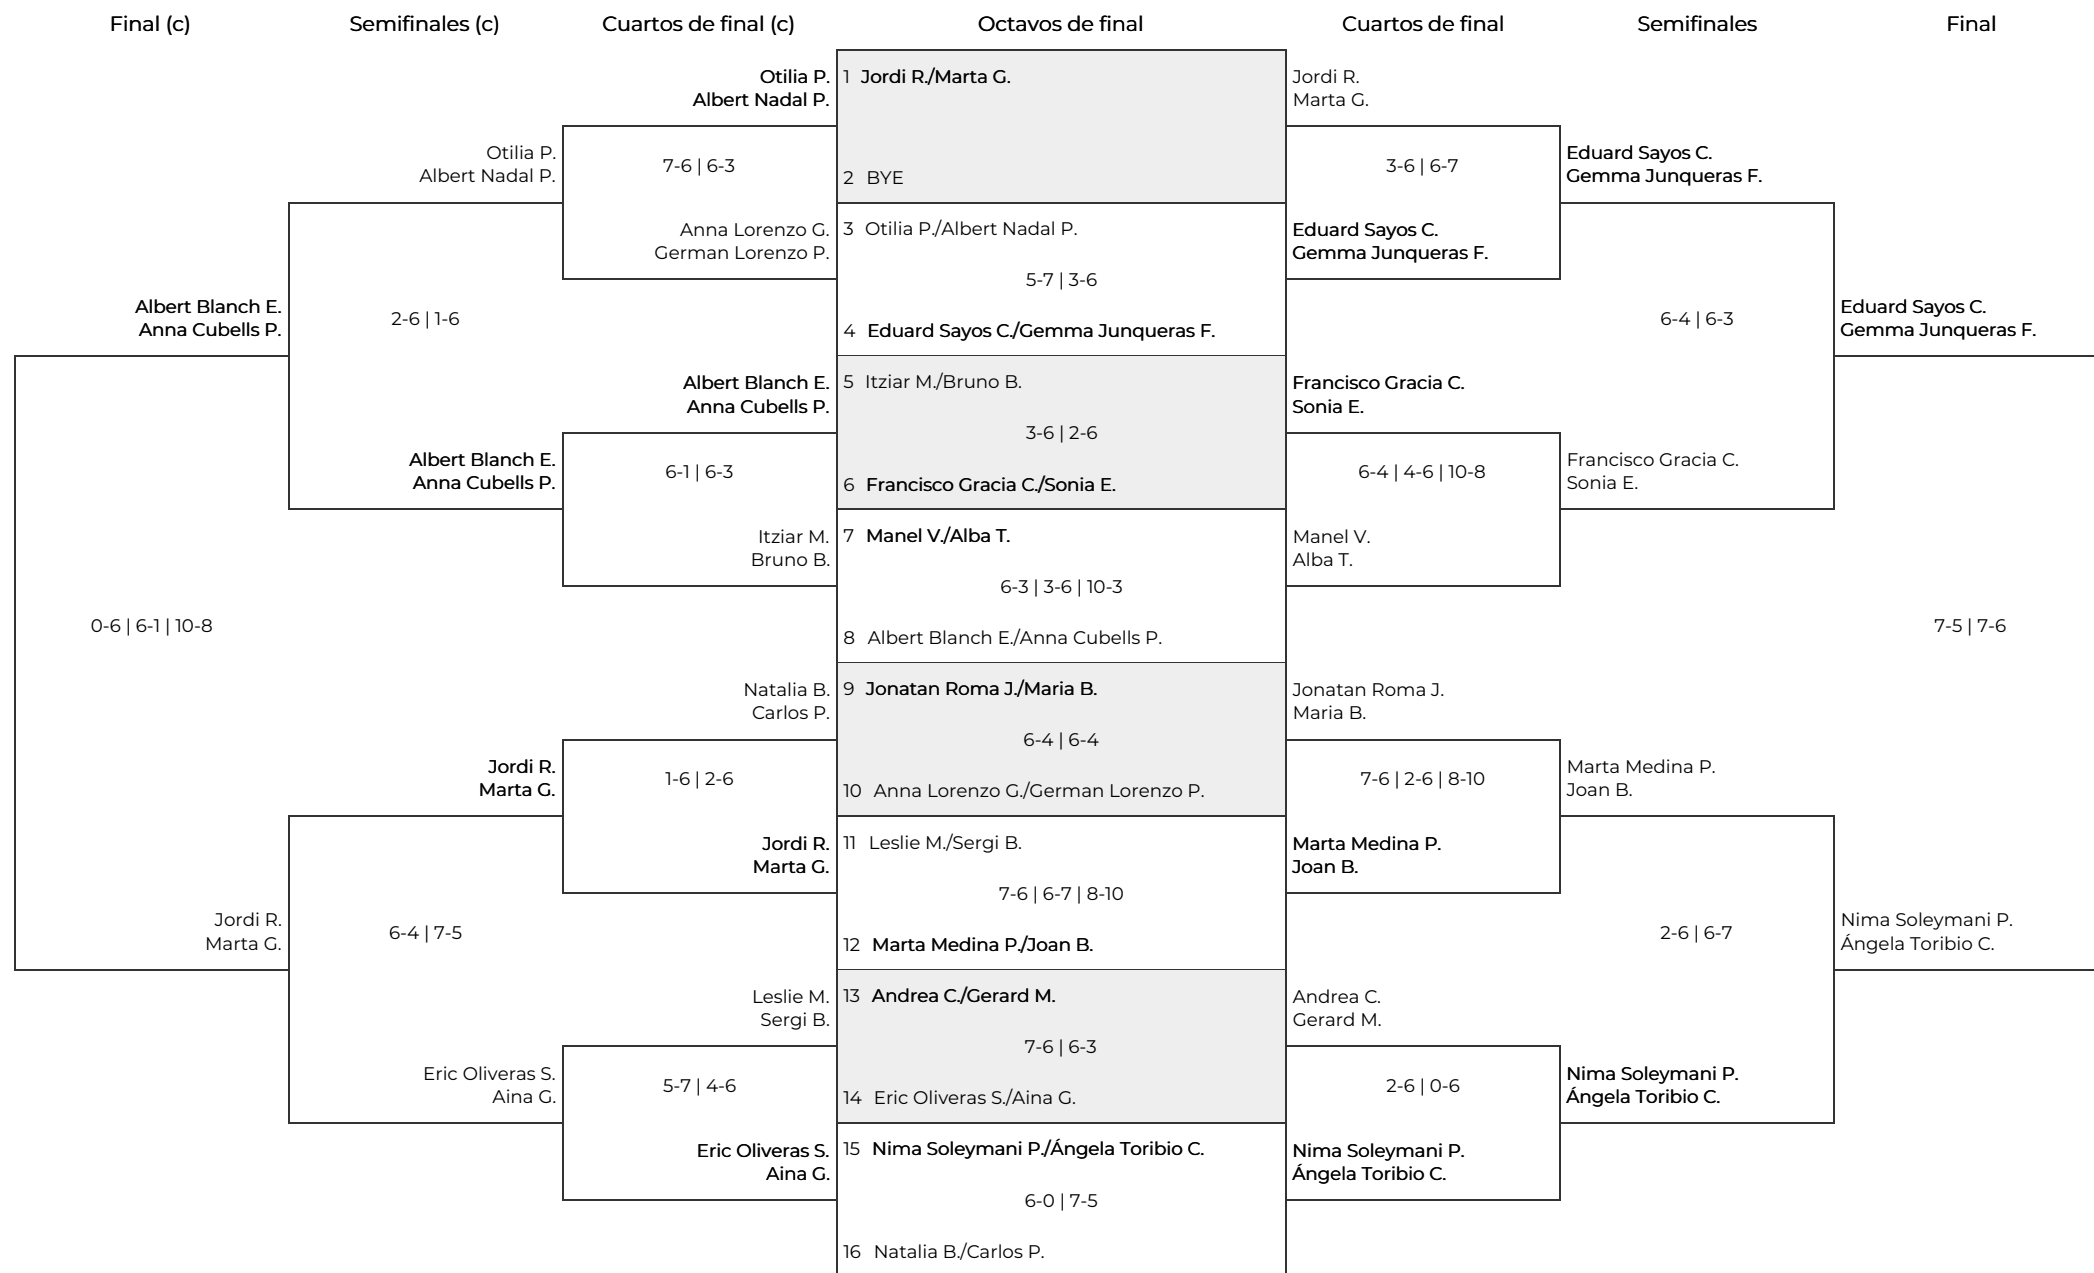 Final (c)
Semifinales (c)
Cuartos de final (c)
Octavos de final
Cuartos de final
Semifinales
Final
Albert Blanch E.
Anna Cubells P.
0-6 | 6-1 | 10-8
Jordi R.
Marta G.
Otilia P.
Albert Nadal P.
2-6 | 1-6
Albert Blanch E.
Anna Cubells P.
Jordi R.
Marta G.
6-4 | 7-5
Eric Oliveras S.
Aina G.
Otilia P.
Albert Nadal P.
7-6 | 6-3
Anna Lorenzo G.
German Lorenzo P.
Albert Blanch E.
Anna Cubells P.
6-1 | 6-3
Itziar M.
Bruno B.
Natalia B.
Carlos P.
1-6 | 2-6
Jordi R.
Marta G.
Leslie M.
Sergi B.
5-7 | 4-6
Eric Oliveras S.
Aina G.
1 Jordi R./Marta G.
2 BYE
3 Otilia P./Albert Nadal P.
5-7 | 3-6
4 Eduard Sayos C./Gemma Junqueras F.
5 Itziar M./Bruno B.
3-6 | 2-6
6 Francisco Gracia C./Sonia E.
7 Manel V./Alba T.
6-3 | 3-6 | 10-3
8 Albert Blanch E./Anna Cubells P.
9 Jonatan Roma J./Maria B.
6-4 | 6-4
10 Anna Lorenzo G./German Lorenzo P.
11 Leslie M./Sergi B.
7-6 | 6-7 | 8-10
12 Marta Medina P./Joan B.
13 Andrea C./Gerard M.
7-6 | 6-3
14 Eric Oliveras S./Aina G.
15 Nima Soleymani P./Ángela Toribio C.
6-0 | 7-5
16 Natalia B./Carlos P.
Jordi R.
Marta G.
3-6 | 6-7
Eduard Sayos C.
Gemma Junqueras F.
Francisco Gracia C.
Sonia E.
6-4 | 4-6 | 10-8
Manel V.
Alba T.
Jonatan Roma J.
Maria B.
7-6 | 2-6 | 8-10
Marta Medina P.
Joan B.
Andrea C.
Gerard M.
2-6 | 0-6
Nima Soleymani P.
Ángela Toribio C.
Eduard Sayos C.
Gemma Junqueras F.
6-4 | 6-3
Francisco Gracia C.
Sonia E.
Marta Medina P.
Joan B.
2-6 | 6-7
Nima Soleymani P.
Ángela Toribio C.
Eduard Sayos C.
Gemma Junqueras F.
7-5 | 7-6
Nima Soleymani P.
Ángela Toribio C.